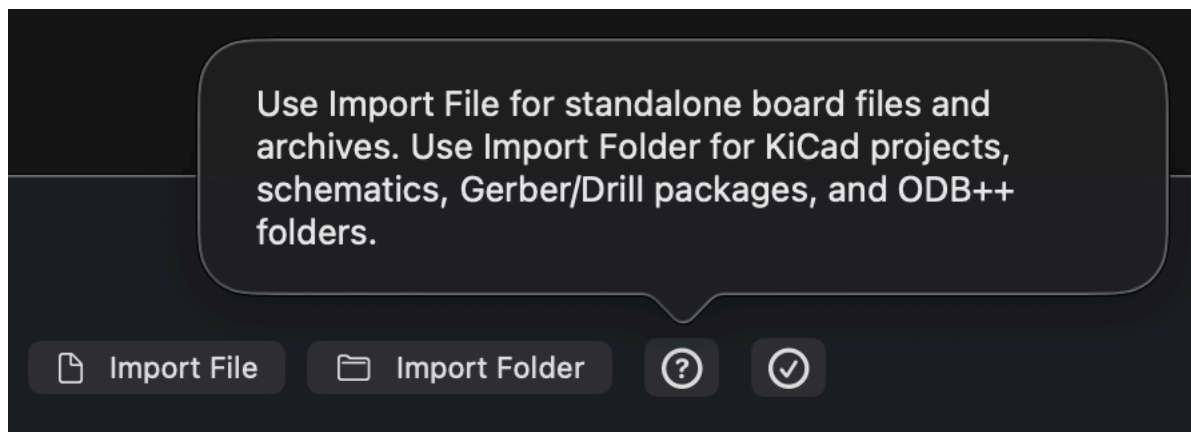 Use Import File for standalone board files and
archives. Use Import Folder for KiCad projects,
schematics, Gerber/Drill packages, and ODB++
folders.
Import File
Import Folder
?